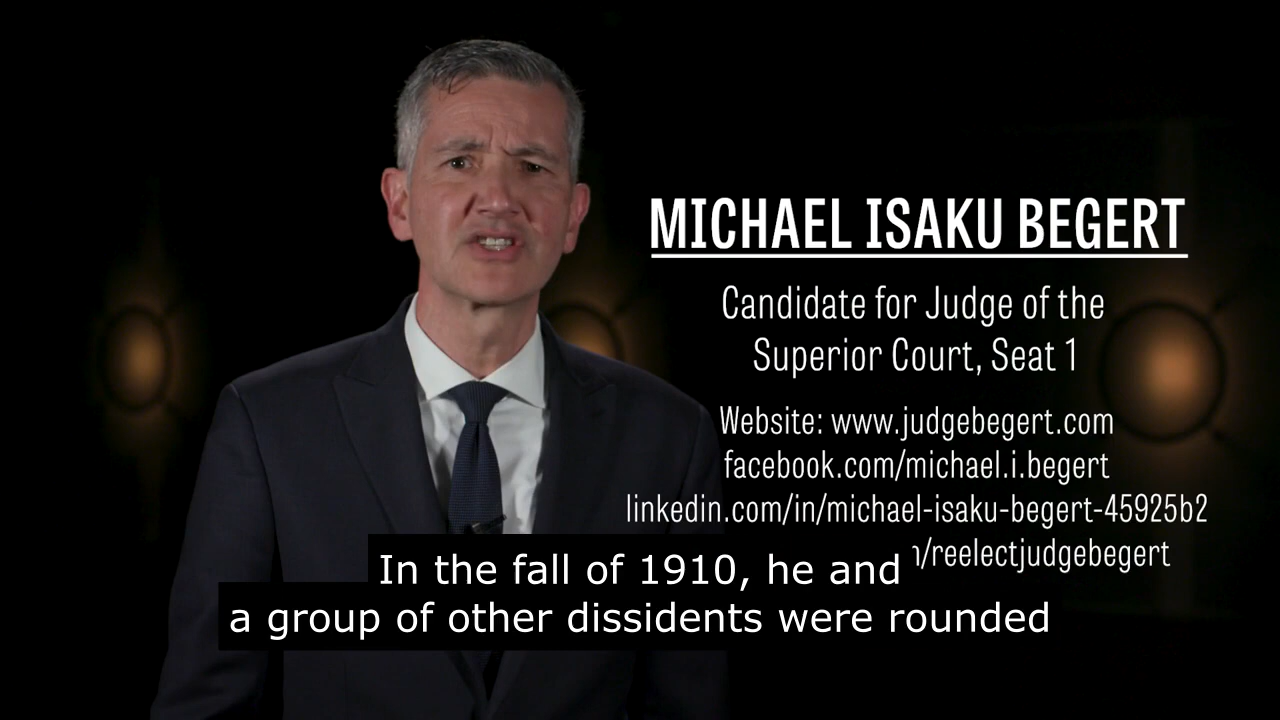 MICHAEL ISAKU BEGERT
Candidate for Judge of the
Superior Court, Seat 1
Website: www.judgebegert.com
facebook.com/michael.i.begert
linkedin.com/in/michael-isaku-begert-45925b2
/reelectjudgebegert
In the fall of 1910, he and
a group of other dissidents were rounded